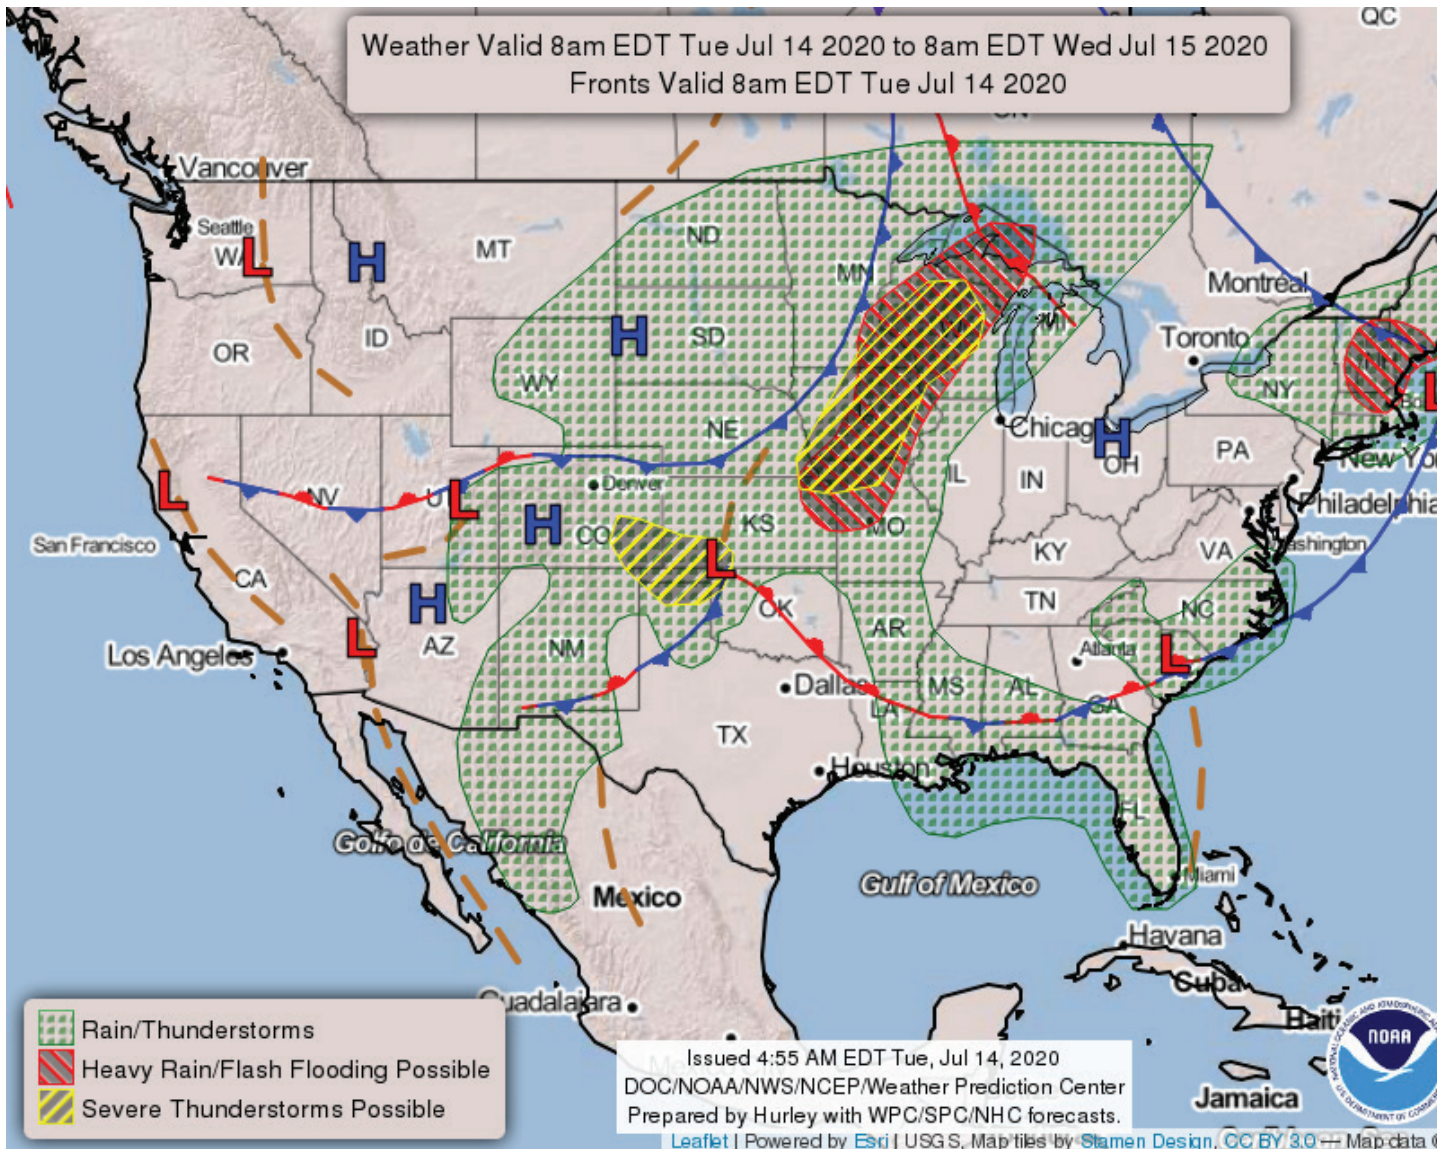 Weather Valid 8am EDT Tue Jul 14 2020 to 8am EDT Wed Jul 15 2020
Fronts Valid 8am EDT Tue Jul 14 2020
QC
Vancouver
Seattle
WA
L
H
MT
ND
MN
Montréal
OR
ID
H
SD
MI
Toronto
WY
NY
L
NE
Chicag
H
OH
PA
New Yo
L
NV
U
L
Denver
IL
IN
Philadelphia
H
CO
KS
MO
San Francisco
CA
L
KY
VA
ashington
H
OK
TN
NC
Los Angeles
L
AZ
NM
AR
Atlanta
L
Dallas
MS
AL
LA
GA
TX
Houston
FL
Golfo de California
Mexico
Gulf of Mexico
Miami
Havana
Cuba
Guadalajara
Haiti
Rain/Thunderstorms
Heavy Rain/Flash Flooding Possible
Severe Thunderstorms Possible
Issued 4:55 AM EDT Tue, Jul 14, 2020
DOC/NOAA/NWS/NCEP/Weather Prediction Center
Prepared by Hurley with WPC/SPC/NHC forecasts.
NOAA
Jamaica
Leaflet | Powered by Esri | USGS, Map tiles by Stamen Design, CC BY 3.0 — Map data ©